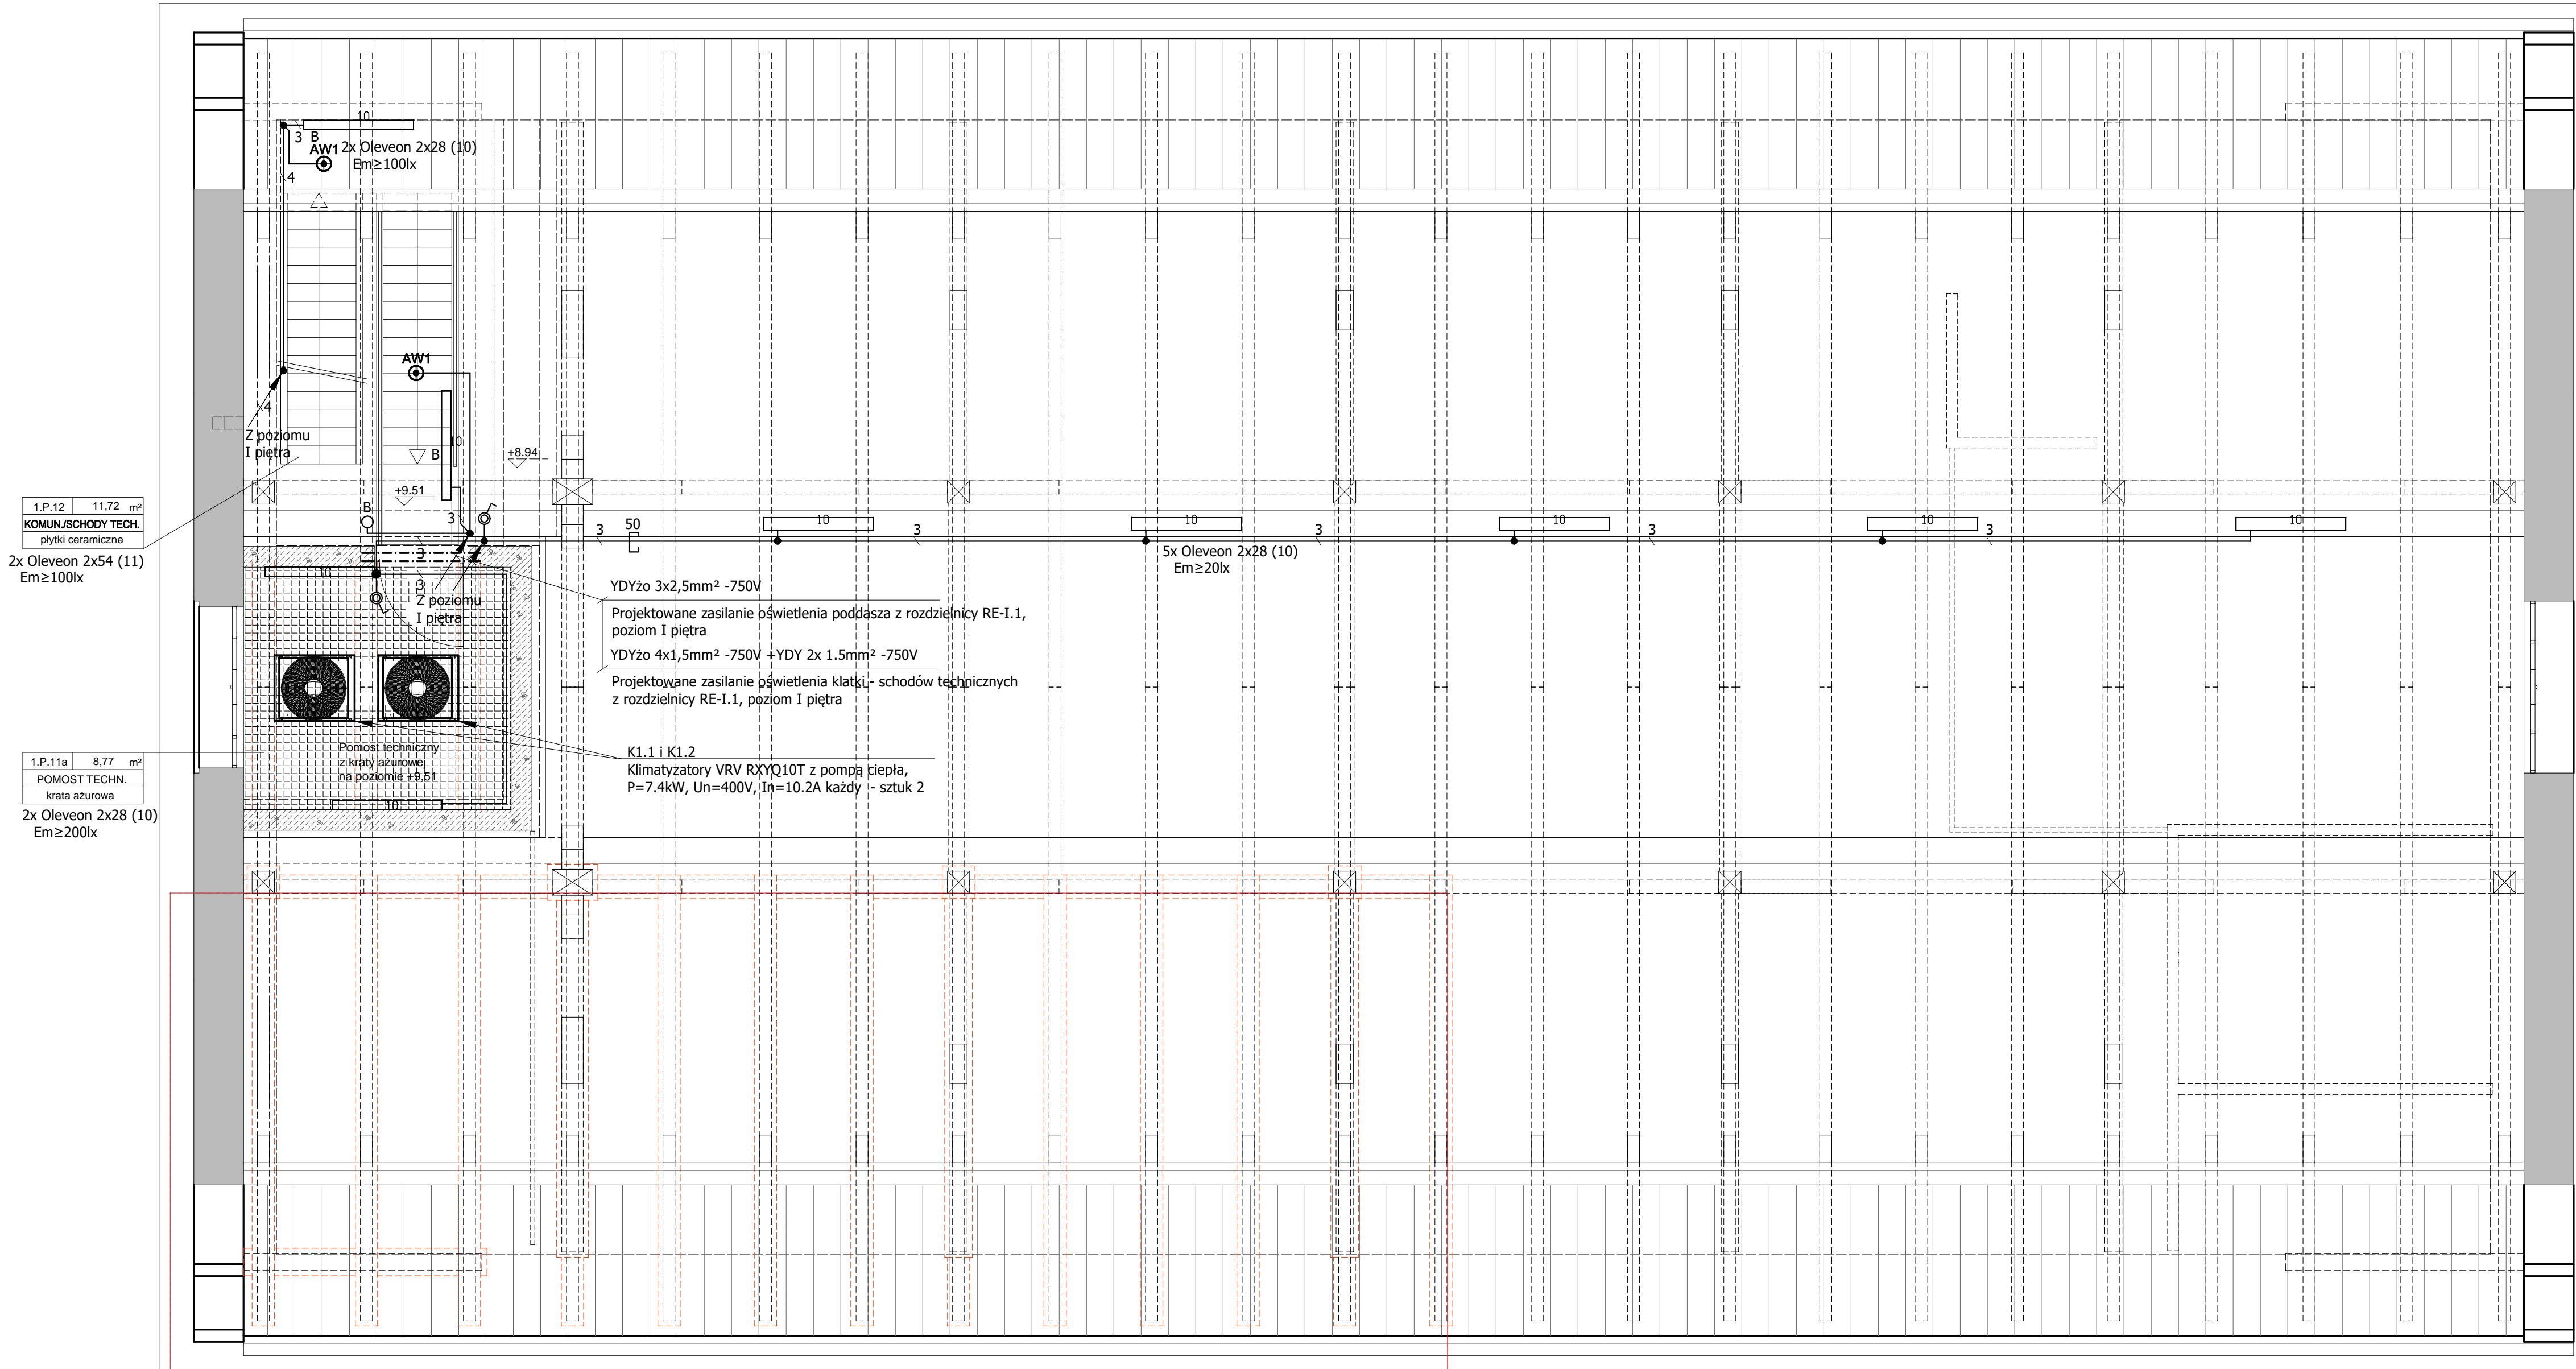 10
3 B
AW1
2x Oleveon 2x28 (10)
Em≥100lx
4
AW1
4
Z poziomu
I piętra
10
B
+8.94
+9.51
B
3
1.P.12 11,72 m²
KOMUN./SCHODY TECH.
płytki ceramiczne
2x Oleveon 2x54 (11)
Em≥100lx
3
50
10
3
10
3
10
3
10
3
10
5x Oleveon 2x28 (10)
Em≥20lx
3
10
3
Z poziomu
I piętra
YDYżo 3x2,5mm² -750V
Projektowane zasilanie oświetlenia poddasza z rozdzielnicy RE-I.1,
poziom I piętra
YDYżo 4x1,5mm² -750V +YDY 2x 1.5mm² -750V
Projektowane zasilanie oświetlenia klatki - schodów technicznych
z rozdzielnicy RE-I.1, poziom I piętra
K1.1 i K1.2
Klimatyzatory VRV RXYQ10T z pompą ciepła,
P=7.4kW, Un=400V, In=10.2A każdy - sztuk 2
Pomost techniczny
z kraty ażurowej
na poziomie +9,51
10
1.P.11a 8,77 m²
POMOST TECHN.
krata ażurowa
2x Oleveon 2x28 (10)
Em≥200lx